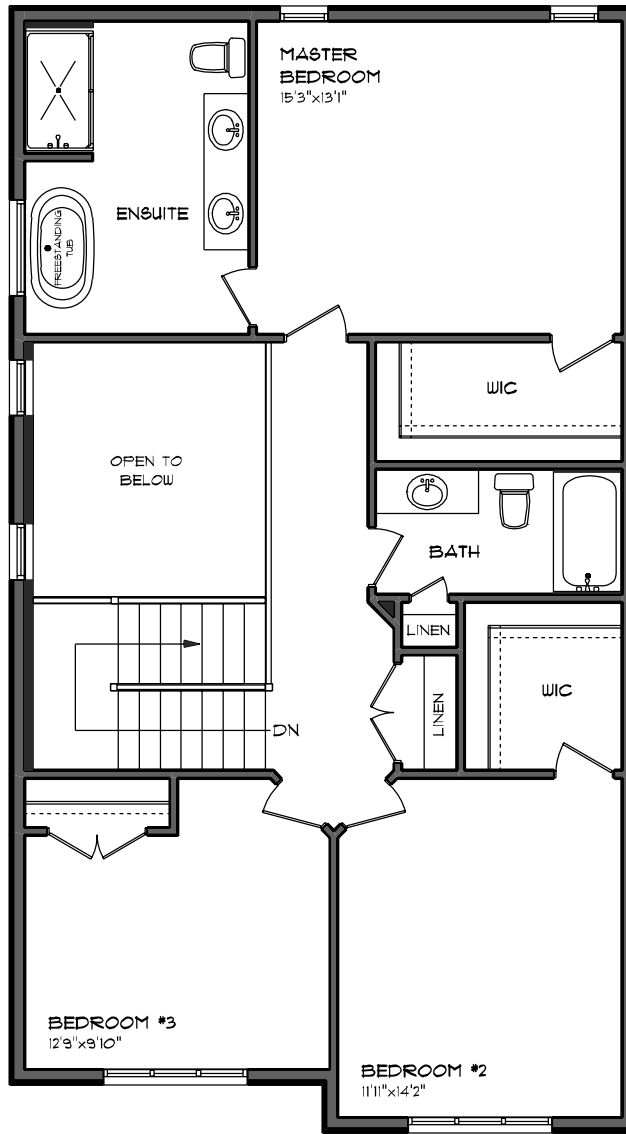 MASTER
BEDROOM
15'3"x13'1"
ENSUITE
FREESTANDING
TUB
WIC
OPEN TO
BELOW
BATH
LINEN
LINEN
WIC
DN
BEDROOM #3
12'9"x9'10"
BEDROOM #2
11'11"x14'2"